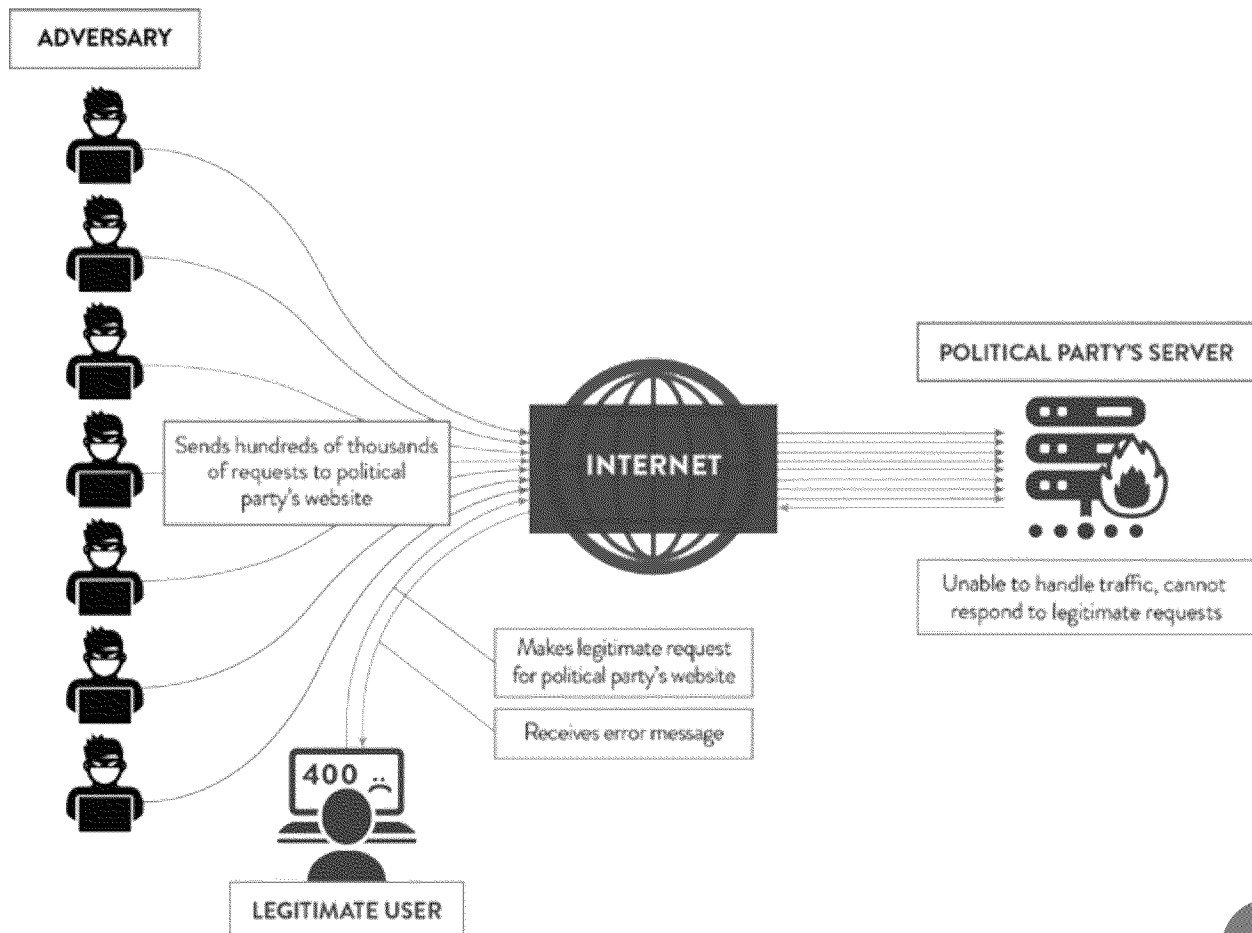 ADVERSARY
Sends hundreds of thousands
of requests to political
party's website
INTERNET
POLITICAL PARTY'S SERVER
Unable to handle traffic, cannot
respond to legitimate requests
Makes legitimate request
for political party's website
Receives error message
400
LEGITIMATE USER